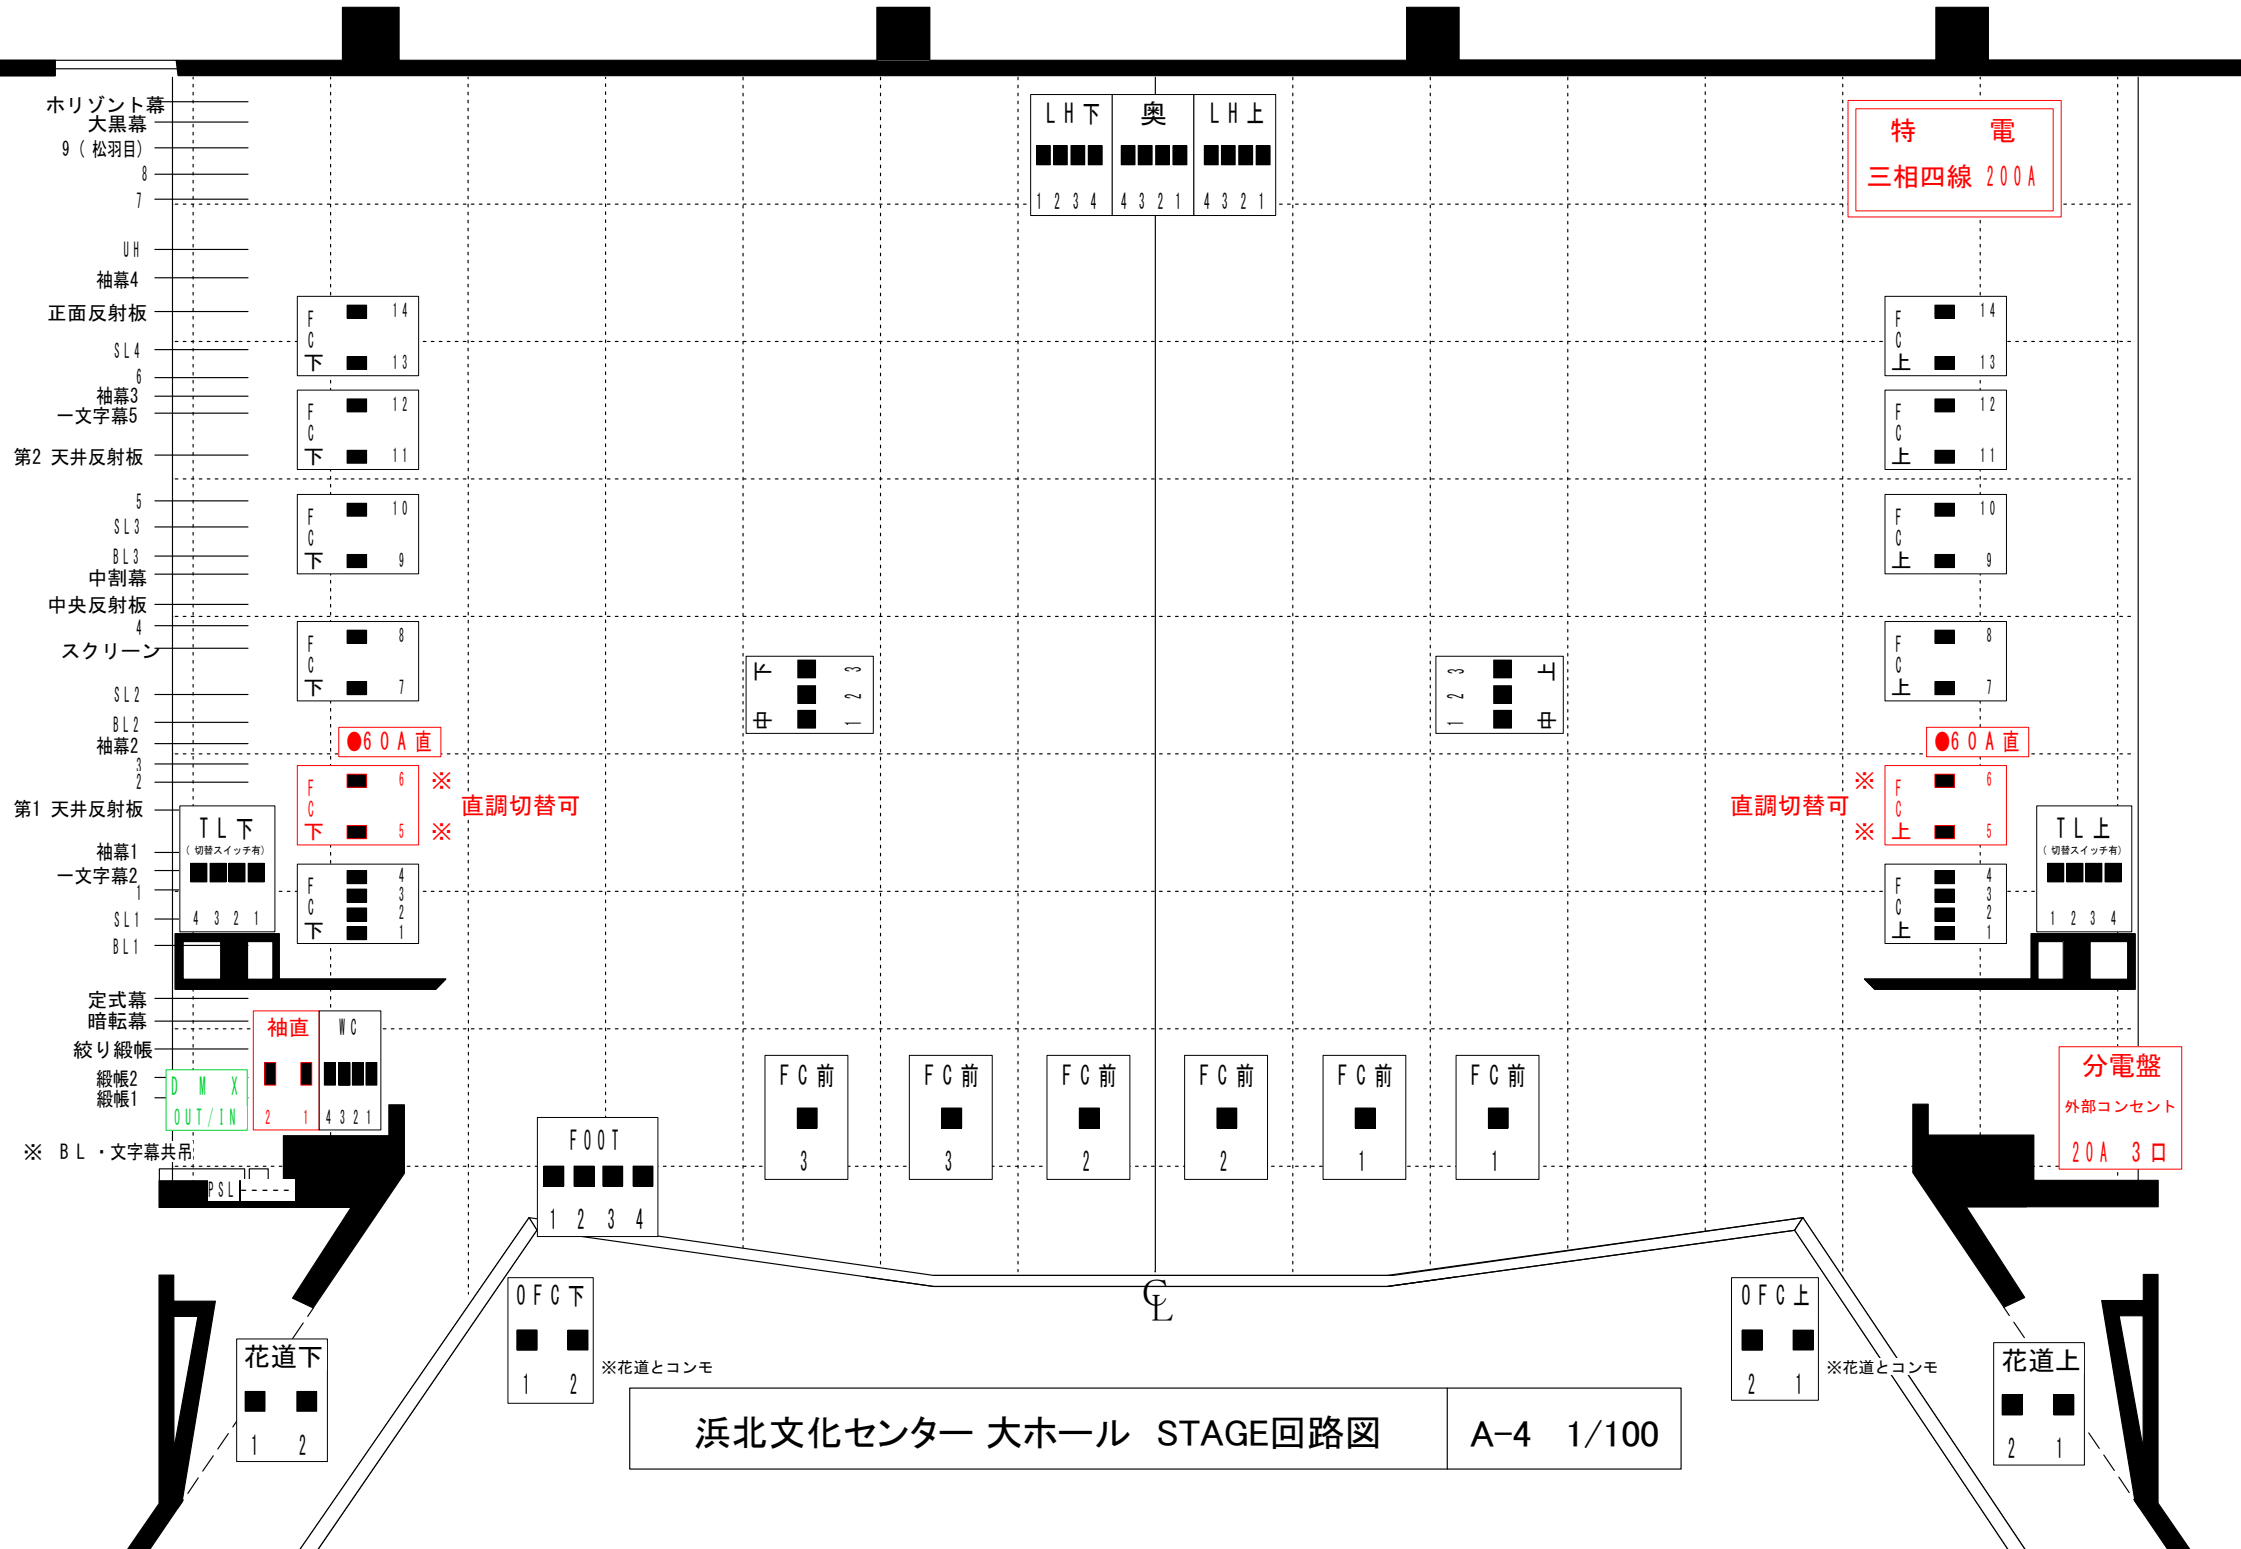 ホリゾント幕
大黒幕
9 ( 松羽目)
8
7
UH
袖幕4
正面反射板
SL4
6
袖幕3
一文字幕5
第2 天井反射板
5
SL3
BL3
中割幕
中央反射板
4
スクリーン
SL2
BL2
袖幕2
3
2
第1 天井反射板
袖幕1
一文字幕2
1
SL1
BL1
定式幕
暗転幕
絞り緞帳
緞帳2
緞帳1
※ BL ・文字幕共吊
PSL
LH下 奥 LH上
1 2 3 4 4 3 2 1 4 3 2 1
特 電
三相四線 200A
FC下 14
13
FC下 12
11
FC下 10
9
FC下 8
7
●60A直
FC下 6 ※
5 ※
直調切替可
FC下 4
3
2
1
TL下
( 切替スイッチ有)
4 3 2 1
中下 1 2 3
中上 1 2 3
FC上 14
13
FC上 12
11
FC上 10
9
FC上 8
7
●60A直
※ FC上 6
※ 5
直調切替可
FC上 4
3
2
1
TL上
( 切替スイッチ有)
1 2 3 4
袖直
2 1
WC
4 3 2 1
DMX
OUT/IN
FOOT
1 2 3 4
FC前
3
FC前
3
FC前
2
FC前
2
FC前
1
FC前
1
分電盤
外部コンセント
20A 3口
CL
OFC下
1 2
※花道とコンモ
OFC上
2 1
※花道とコンモ
花道下
1 2
花道上
2 1
浜北文化センター 大ホール STAGE回路図
A-4 1/100